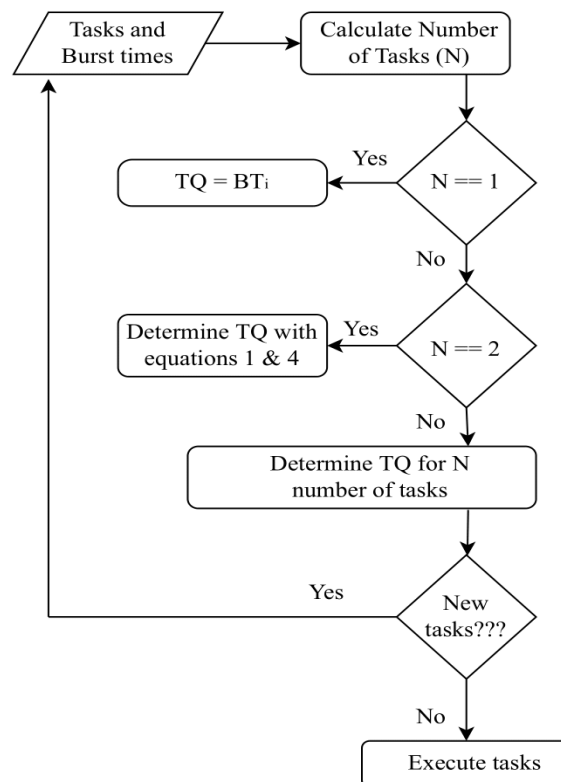 Tasks and
Burst times
Calculate Number
of Tasks (N)
Yes
TQ = BTi
N == 1
No
Determine TQ with
equations 1 & 4
Yes
N == 2
No
Determine TQ for N
number of tasks
Yes
New
tasks???
No
Execute tasks